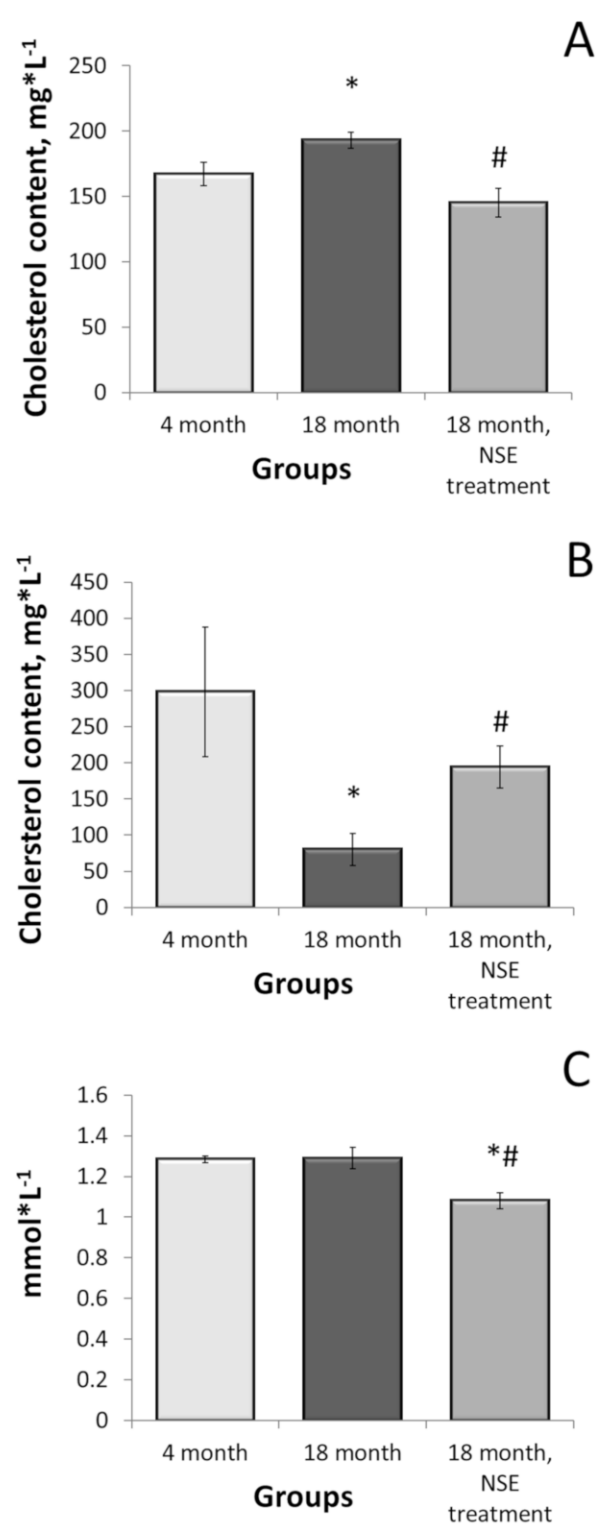 A
Cholesterol content, mg*L-1
250
200
150
100
50
0
*
#
4 month
18 month
18 month,
NSE
treatment
Groups
B
Cholersterol content, mg*L-1
450
400
350
300
250
200
150
100
50
0
*
#
4 month
18 month
18 month,
NSE
treatment
Groups
C
mmol*L-1
1.6
1.4
1.2
1
0.8
0.6
0.4
0.2
0
*#
4 month
18 month
18 month,
NSE
treatment
Groups